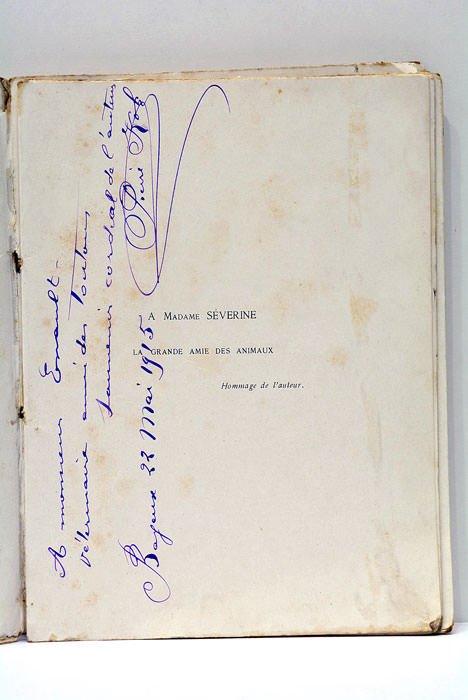 A monsieur Enault -
vétérinaire ami des Toutous
souvenir cordial de l'auteur
Bayeux 22 Mai 1915
A Madame SÉVERINE
LA GRANDE AMIE DES ANIMAUX
Hommage de l'auteur.